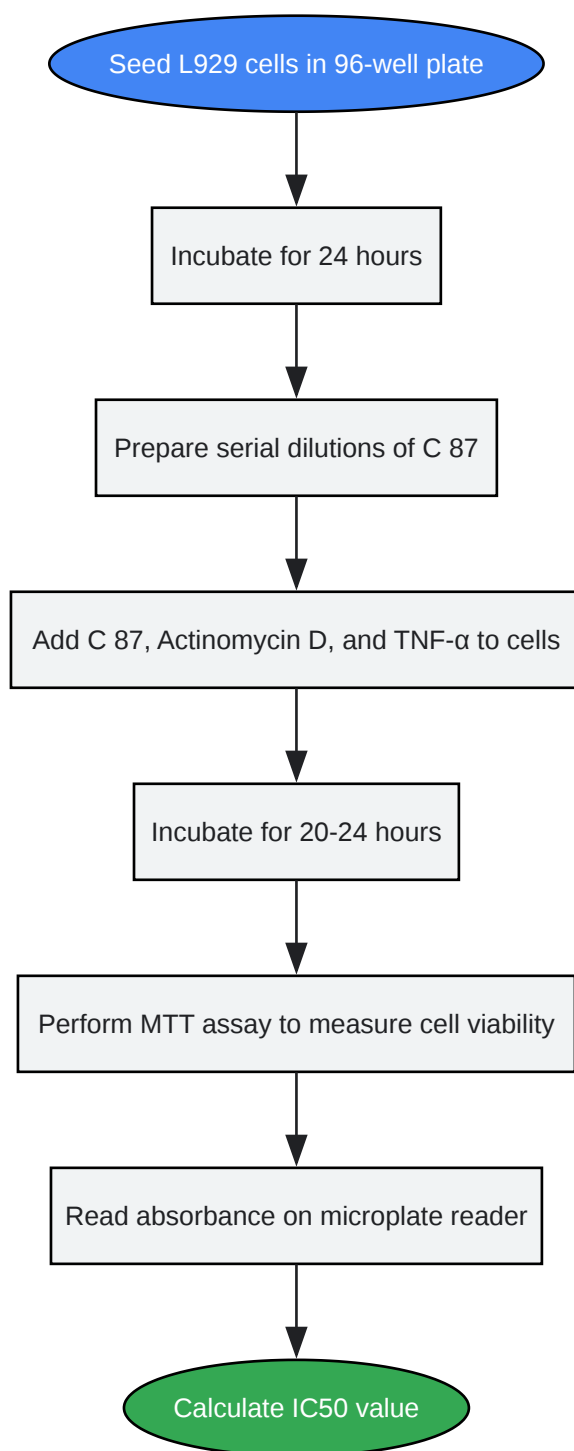 Seed L929 cells in 96-well plate
Incubate for 24 hours
Prepare serial dilutions of C 87
Add C 87, Actinomycin D, and TNF-α to cells
Incubate for 20-24 hours
Perform MTT assay to measure cell viability
Read absorbance on microplate reader
Calculate IC50 value